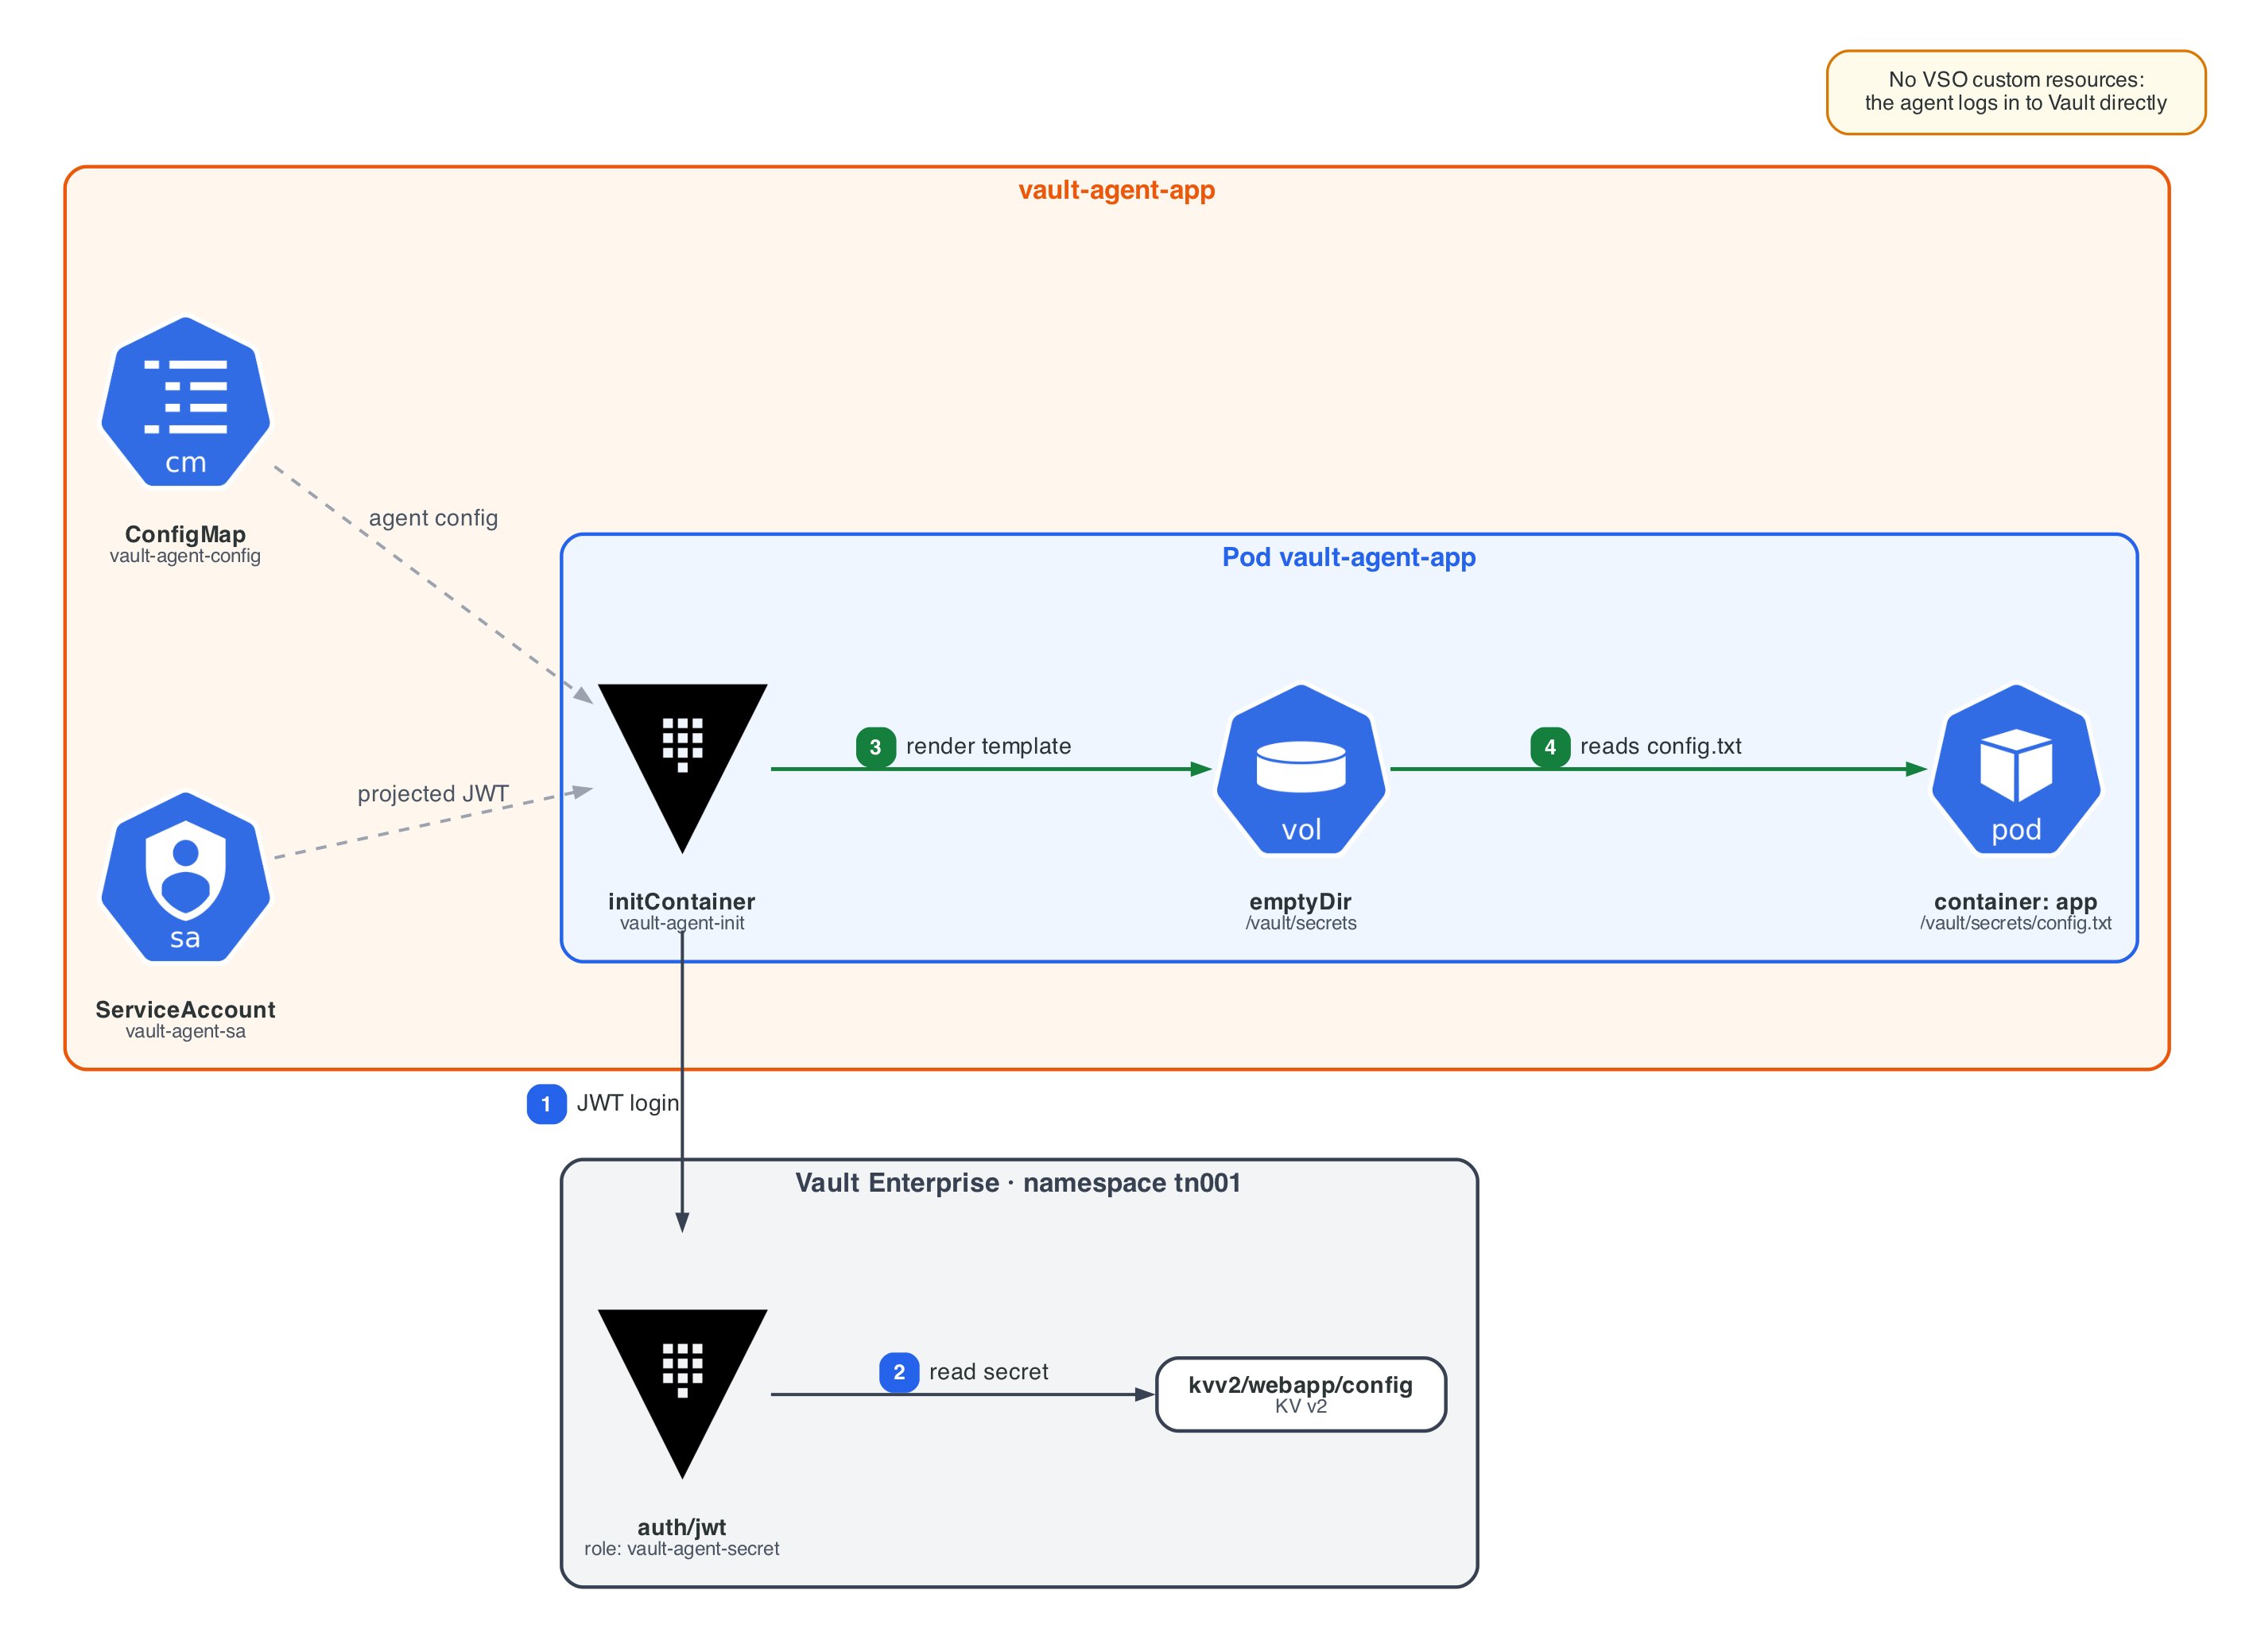 No VSO custom resources:
the agent logs in to Vault directly
vault-agent-app
cm
ConfigMap
vault-agent-config
agent config
Pod vault-agent-app
projected JWT
sa
ServiceAccount
vault-agent-sa
initContainer
vault-agent-init
3 render template
vol
emptyDir
/vault/secrets
4 reads config.txt
pod
container: app
/vault/secrets/config.txt
1 JWT login
Vault Enterprise · namespace tn001
2 read secret
kvv2/webapp/config
KV v2
auth/jwt
role: vault-agent-secret